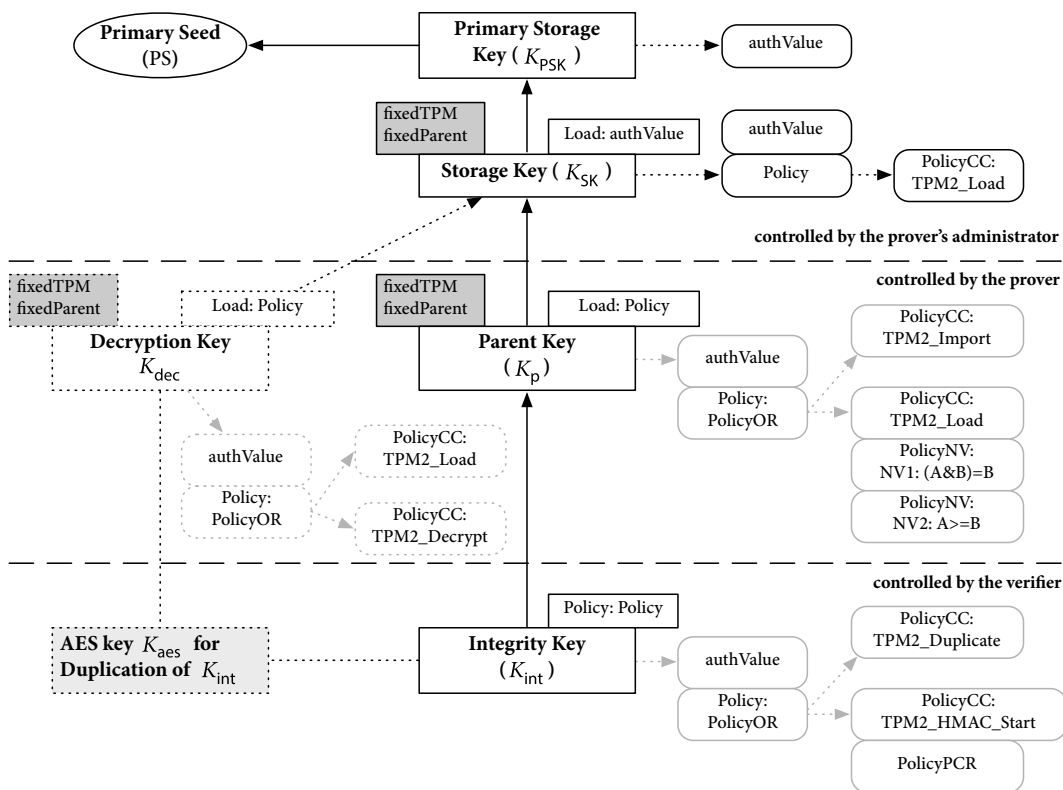 Primary Seed
(PS)
Primary Storage
Key ( K_PSK )
authValue
fixedTPM
fixedParent
Load: authValue
Storage Key ( K_SK )
authValue
Policy
PolicyCC:
TPM2_Load
controlled by the prover's administrator
controlled by the prover
fixedTPM
fixedParent
Load: Policy
Decryption Key
K_dec
fixedTPM
fixedParent
Load: Policy
Parent Key
( K_p )
authValue
Policy:
PolicyOR
PolicyCC:
TPM2_Import
PolicyCC:
TPM2_Load
PolicyNV:
NV1: (A&B)=B
PolicyNV:
NV2: A>=B
authValue
Policy:
PolicyOR
PolicyCC:
TPM2_Load
PolicyCC:
TPM2_Decrypt
controlled by the verifier
AES key K_aes for
Duplication of K_int
Policy: Policy
Integrity Key
( K_int )
authValue
Policy:
PolicyOR
PolicyCC:
TPM2_Duplicate
PolicyCC:
TPM2_HMAC_Start
PolicyPCR